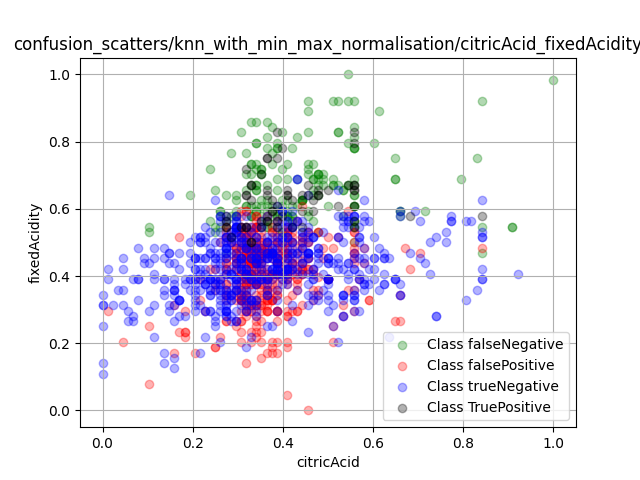 confusion_scatters/knn_with_min_max_normalisation/citricAcid_fixedAcidity
1.0
0.8
0.6
0.4
0.2
0.0
fixedAcidity
Class falseNegative
Class falsePositive
Class trueNegative
Class TruePositive
0.0 0.2 0.4 0.6 0.8 1.0
citricAcid